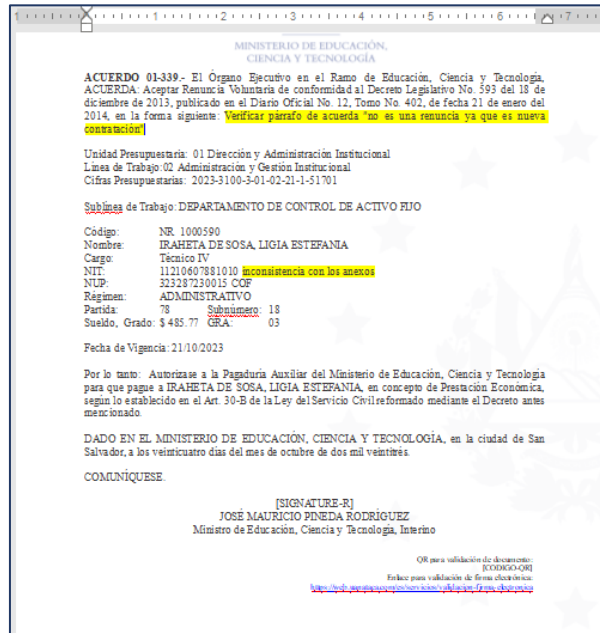 1 1 2 3 4 5 6 7
MINISTERIO DE EDUCACIÓN,
CIENCIA Y TECNOLOGÍA
ACUERDO 01-339.- El Órgano Ejecutivo en el Ramo de Educación, Ciencia y Tecnología,
ACUERDA: Aceptar Renuncia Voluntaria de conformidad al Decreto Legislativo No. 593 del 18 de
diciembre de 2013, publicado en el Diario Oficial No. 12, Tomo No. 402, de fecha 21 de enero del
2014, en la forma siguiente: Verificar párrafo de acuerda "no es una renuncia ya que es nueva
contratación"
Unidad Presupuestaria: 01 Dirección y Administración Institucional
Línea de Trabajo:02 Administración y Gestión Institucional
Cifras Presupuestarias: 2023-3100-3-01-02-21-1-51701
Sublínea de Trabajo: DEPARTAMENTO DE CONTROL DE ACTIVO FIJO
Código: NR 1000590
Nombre: IRAHETA DE SOSA, LIGIA ESTEFANIA
Cargo: Técnico IV
NIT: 11210607881010 inconsistencia con los anexos
NUP: 323287230015 COF
Régimen: ADMINISTRATIVO
Partida: 78 Subnúmero: 18
Sueldo, Grado: $ 485.77 GRA: 03
Fecha de Vigencia: 21/10/2023
Por lo tanto: Autorizase a la Pagaduría Auxiliar del Ministerio de Educación, Ciencia y Tecnología
para que pague a IRAHETA DE SOSA, LIGIA ESTEFANIA, en concepto de Prestación Económica,
según lo establecido en el Art. 30-B de la Ley del Servicio Civil reformado mediante el Decreto antes
mencionado.
DADO EN EL MINISTERIO DE EDUCACIÓN, CIENCIA Y TECNOLOGÍA, en la ciudad de San
Salvador, a los veinticuatro días del mes de octubre de dos mil veintitrés.
COMUNÍQUESE.
[SIGNATURE-R]
JOSÉ MAURICIO PINEDA RODRÍGUEZ
Ministro de Educación, Ciencia y Tecnología, Interino
QR para validación de documento:
[CODIGO-QR]
Enlace para validación de firma electrónica: